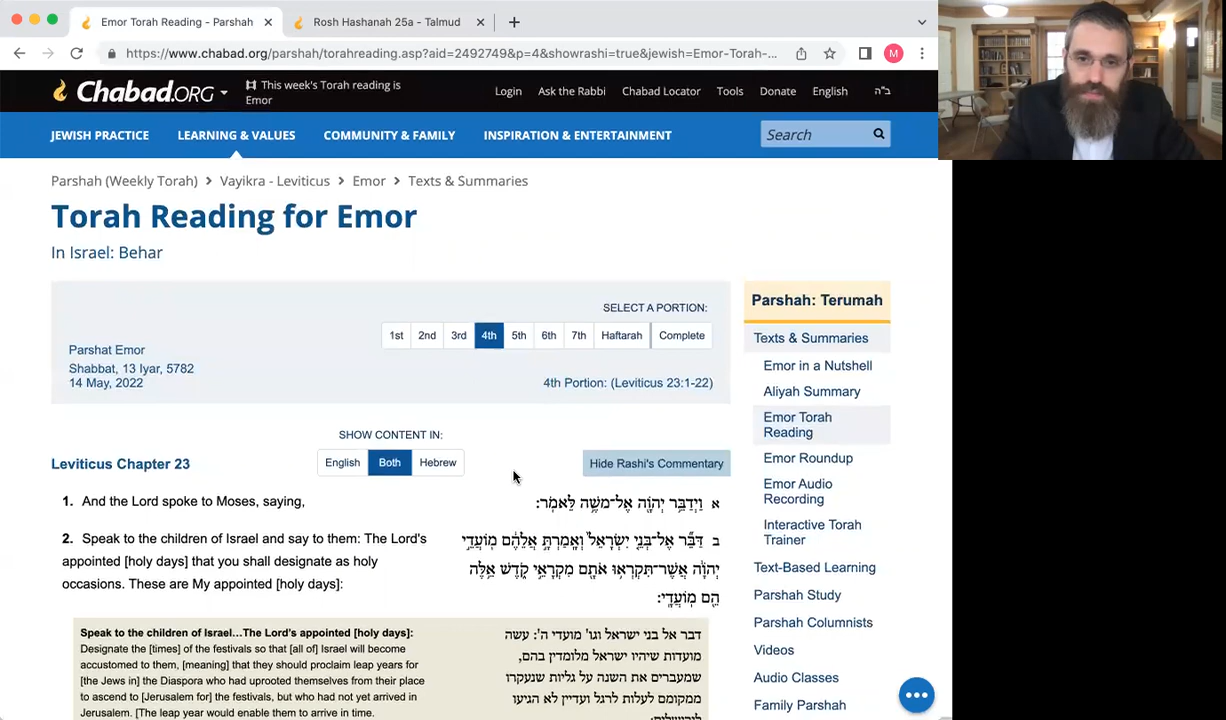 Emor Torah Reading - Parshah
Rosh Hashanah 25a - Talmud
https://www.chabad.org/parshah/torahreading.asp?aid=2492749&p=4&showrashi=true&jewish=Emor-Torah-...
M
Chabad.ORG
This week's Torah reading is
Emor
Login
Ask the Rabbi
Chabad Locator
Tools
Donate
English
ב"ה
JEWISH PRACTICE
LEARNING & VALUES
COMMUNITY & FAMILY
INSPIRATION & ENTERTAINMENT
Search
Parshah (Weekly Torah) > Vayikra - Leviticus > Emor > Texts & Summaries
Torah Reading for Emor
In Israel: Behar
SELECT A PORTION:
1st 2nd 3rd 4th 5th 6th 7th Haftarah Complete
Parshat Emor
Shabbat, 13 Iyar, 5782
14 May, 2022
4th Portion: (Leviticus 23:1-22)
SHOW CONTENT IN:
Leviticus Chapter 23
English Both Hebrew
Hide Rashi's Commentary
1. And the Lord spoke to Moses, saying,
א וַיְדַבֵּ֥ר יְהֹוָ֖ה אֶל־משֶׁ֥ה לֵּאמֹֽר:
2. Speak to the children of Israel and say to them: The Lord's
appointed [holy days] that you shall designate as holy
occasions. These are My appointed [holy days]:
ב דַּבֵּ֞ר אֶל־בְּנֵ֤י יִשְׂרָאֵל֙ וְאָֽמַרְתָּ֣ אֲלֵהֶ֔ם מֽוֹעֲדֵ֣י
יְהֹוָ֔ה אֲשֶׁר־תִּקְרְא֥וּ אֹתָ֖ם מִקְרָאֵ֣י קֹ֑דֶשׁ אֵ֥לֶּה
הֵ֖ם מֽוֹעֲדָֽי:
Speak to the children of Israel…The Lord's appointed [holy days]:
Designate the [times] of the festivals so that [all of] Israel will become
accustomed to them, [meaning] that they should proclaim leap years for
[the Jews in] the Diaspora who had uprooted themselves from their place
to ascend to [Jerusalem for] the festivals, but who had not yet arrived in
Jerusalem. [The leap year would enable them to arrive in time.
דבר אל בני ישראל וגו' מועדי ה': עשה
מועדות שיהיו ישראל מלומדין בהם,
שמעברים את השנה על גליות שנעקרו
ממקומם לעלות לרגל ועדיין לא הגיעו
לירושלים:
Parshah: Terumah
Texts & Summaries
Emor in a Nutshell
Aliyah Summary
Emor Torah
Reading
Emor Roundup
Emor Audio
Recording
Interactive Torah
Trainer
Text-Based Learning
Parshah Study
Parshah Columnists
Videos
Audio Classes
Family Parshah